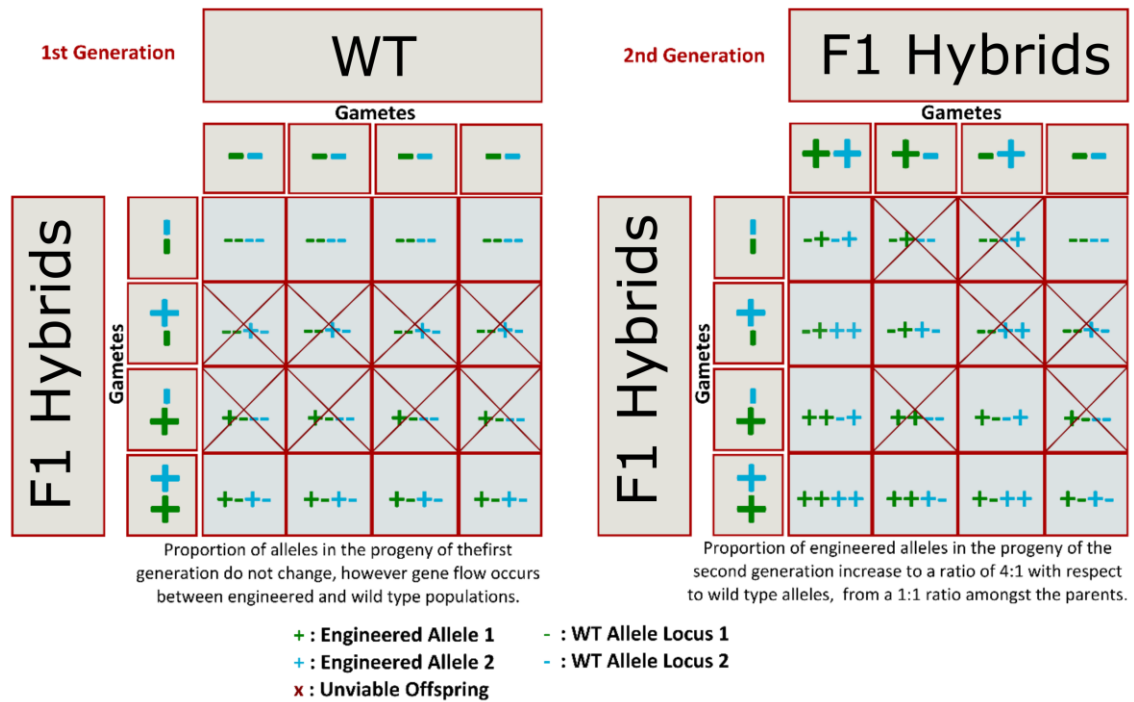 1st Generation
WT
Gametes
- - - - - - - -
F1 Hybrids
Gametes
-
-
---- ---- ---- ----
+
-
--+- --+- --+- --+-
-
+
+--- +--- +--- +---
+
+
+-+- +-+- +-+- +-+-
Proportion of alleles in the progeny of thefirst
generation do not change, however gene flow occurs
between engineered and wild type populations.
2nd Generation
F1 Hybrids
Gametes
++ +- -+ --
F1 Hybrids
Gametes
-
-
-+-+ -+-- ---+ ----
+
-
-+++ -++- --++ --+-
-
+
++-+ ++-- +--+ +---
+
+
++++ +++- +-++ +-+-
Proportion of engineered alleles in the progeny of the
second generation increase to a ratio of 4:1 with respect
to wild type alleles, from a 1:1 ratio amongst the parents.
+ : Engineered Allele 1 - : WT Allele Locus 1
+ : Engineered Allele 2 - : WT Allele Locus 2
x : Unviable Offspring